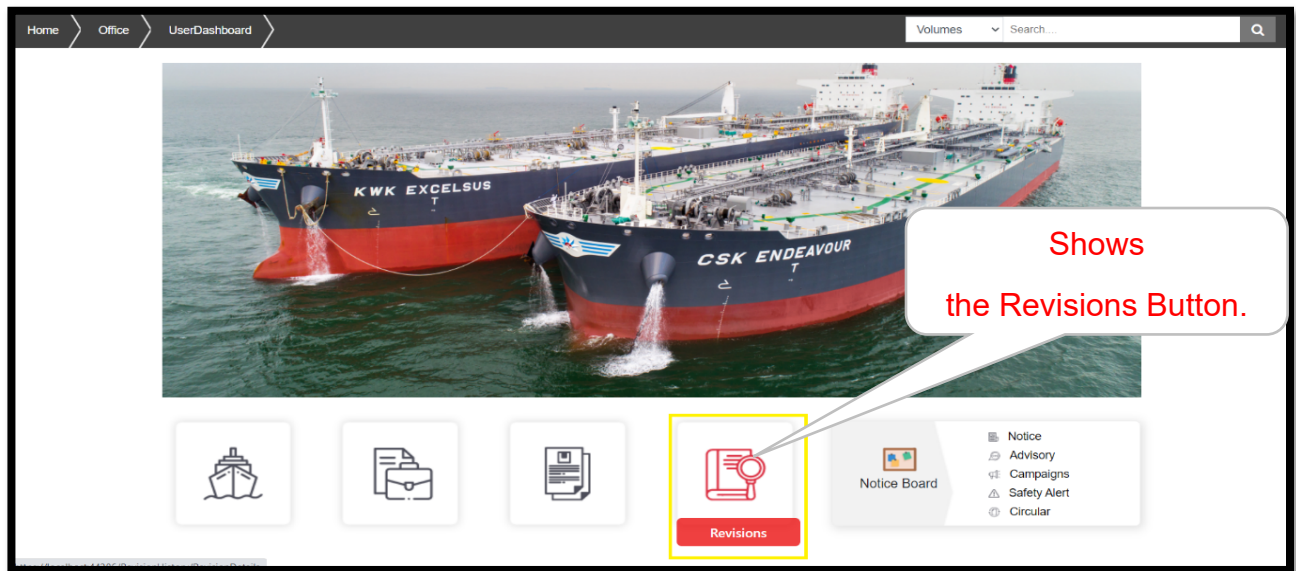 Home
Office
UserDashboard
Volumes
Search....
KWK EXCELSUS
T
CSK ENDEAVOUR
T
Shows
the Revisions Button.
Revisions
Notice Board
Notice
Advisory
Campaigns
Safety Alert
Circular